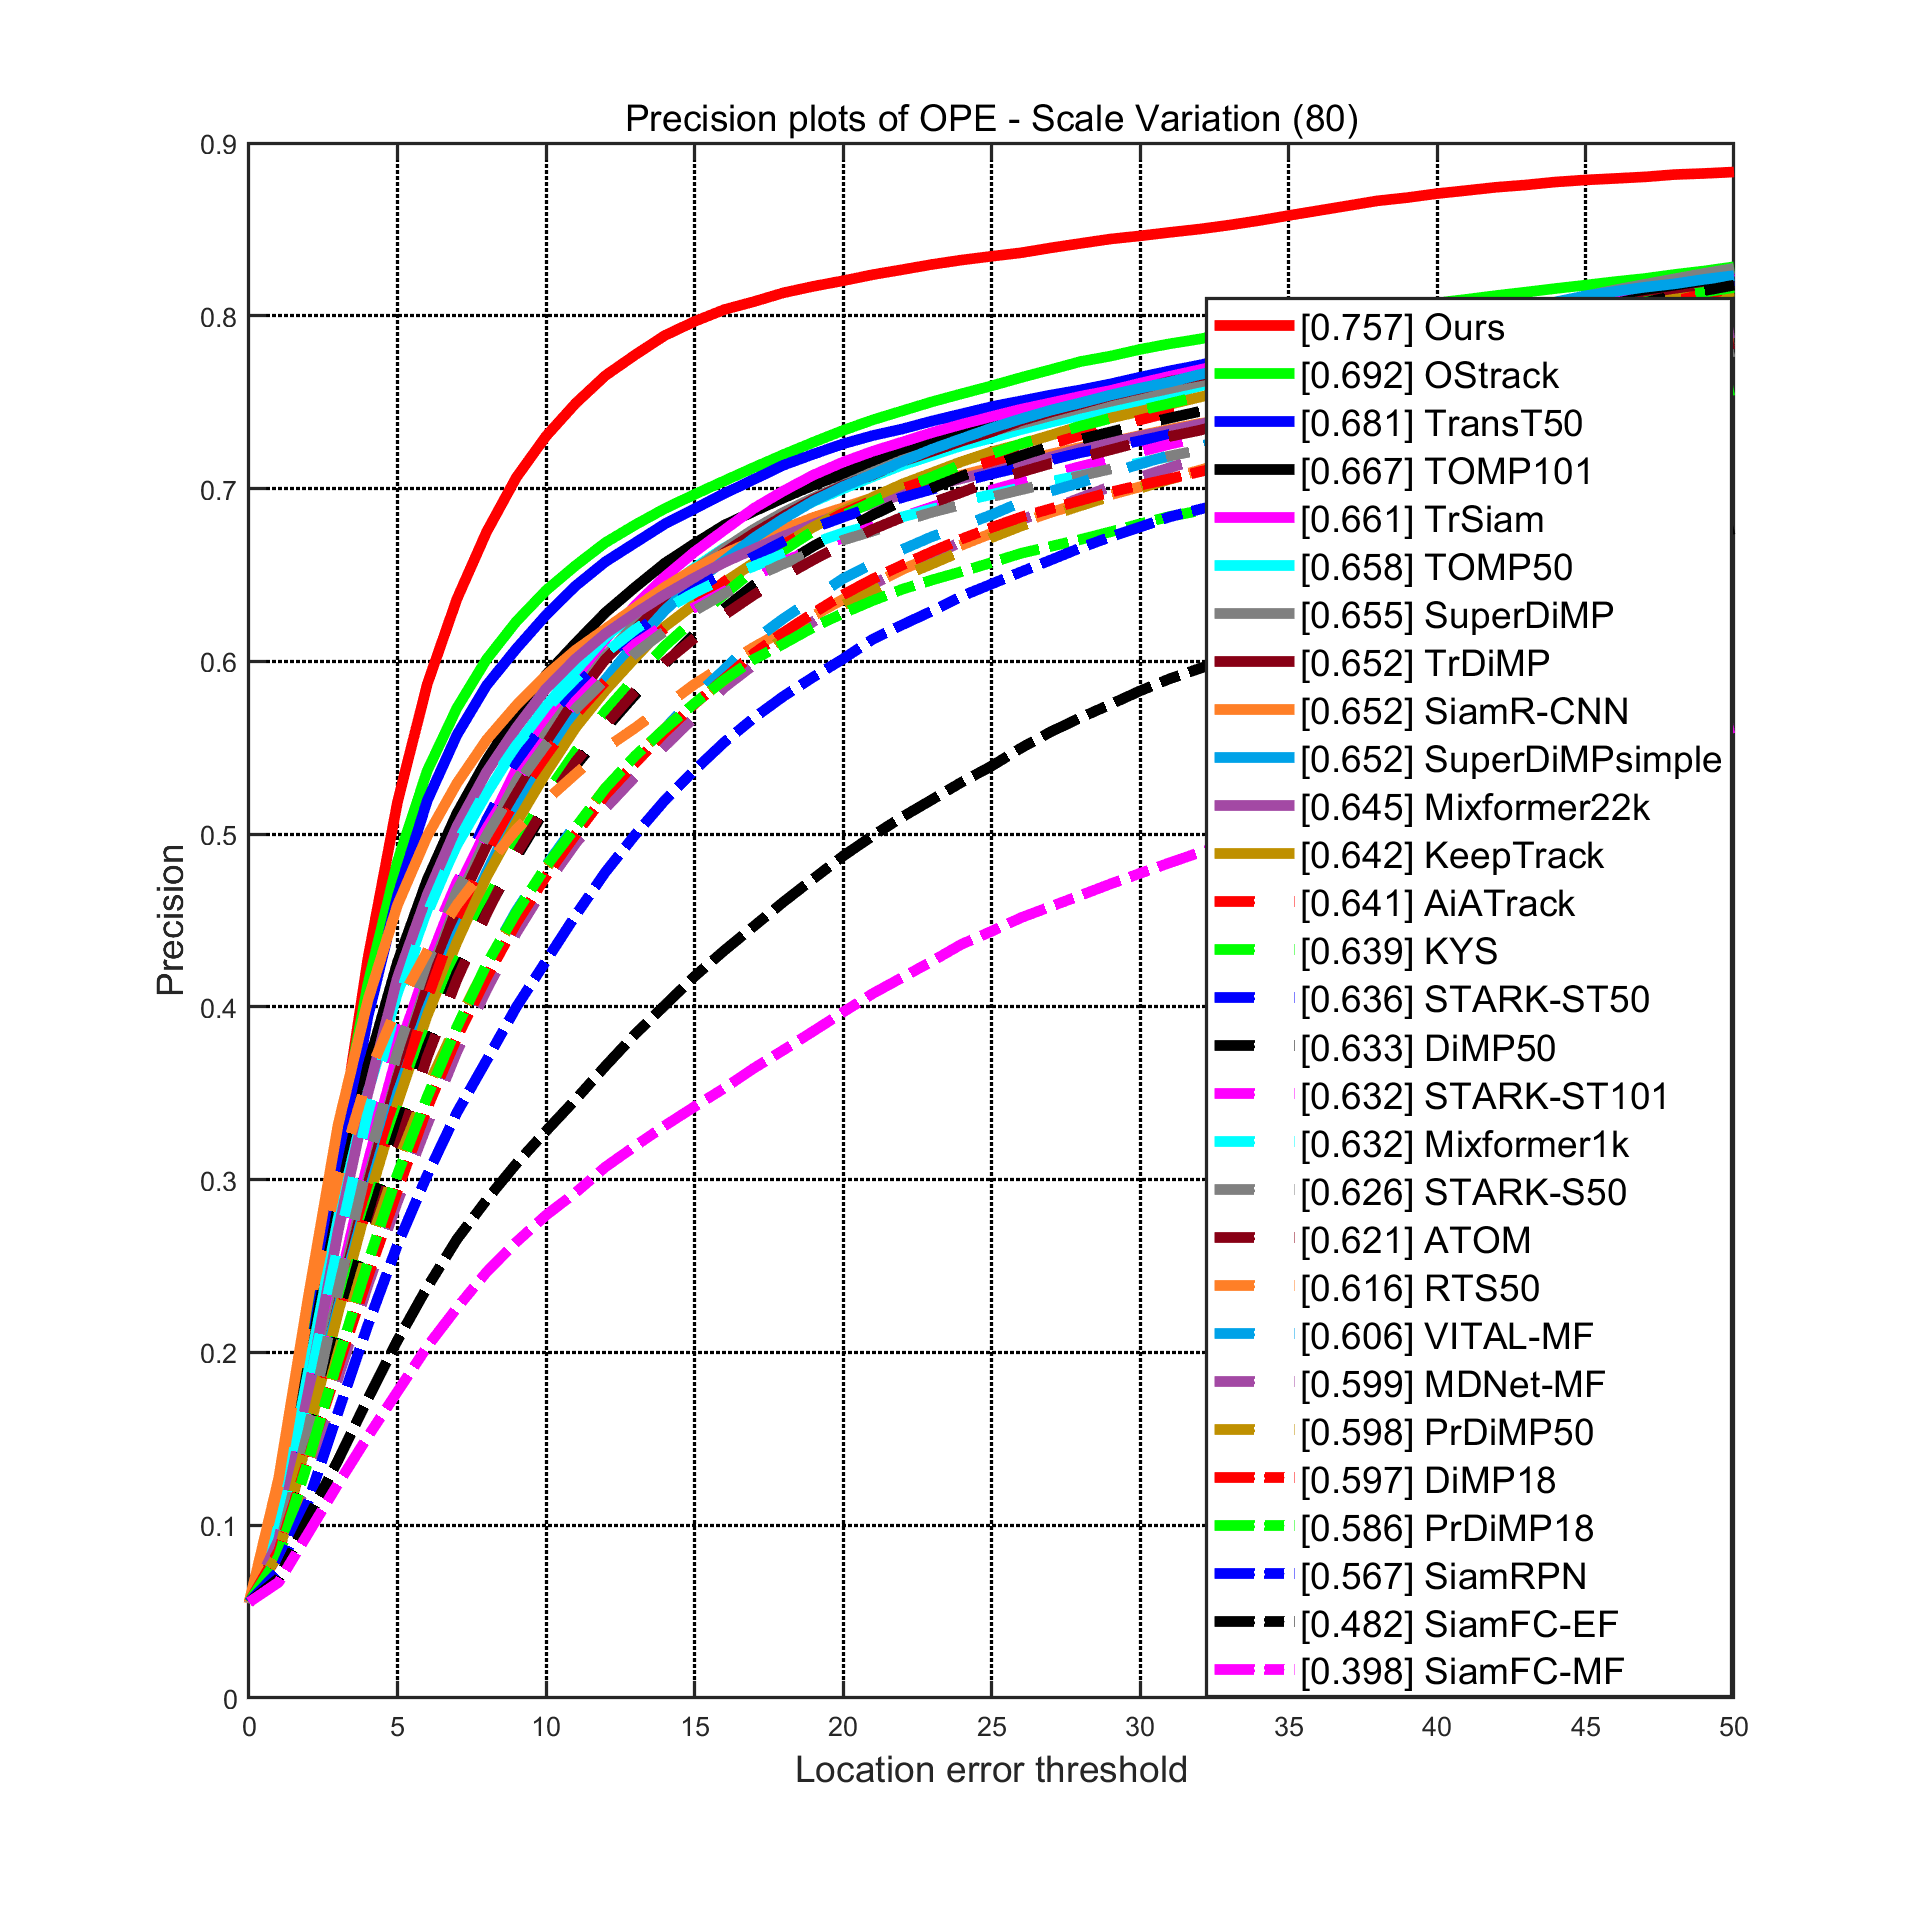 Precision plots of OPE - Scale Variation (80)
0.9
0.8
0.7
0.6
0.5
0.4
0.3
0.2
0.1
0
Precision
[0.757] Ours
[0.692] OStrack
[0.681] TransT50
[0.667] TOMP101
[0.661] TrSiam
[0.658] TOMP50
[0.655] SuperDiMP
[0.652] TrDiMP
[0.652] SiamR-CNN
[0.652] SuperDiMPsimple
[0.645] Mixformer22k
[0.642] KeepTrack
[0.641] AiATrack
[0.639] KYS
[0.636] STARK-ST50
[0.633] DiMP50
[0.632] STARK-ST101
[0.632] Mixformer1k
[0.626] STARK-S50
[0.621] ATOM
[0.616] RTS50
[0.606] VITAL-MF
[0.599] MDNet-MF
[0.598] PrDiMP50
[0.597] DiMP18
[0.586] PrDiMP18
[0.567] SiamRPN
[0.482] SiamFC-EF
[0.398] SiamFC-MF
0 5 10 15 20 25 30 35 40 45 50
Location error threshold